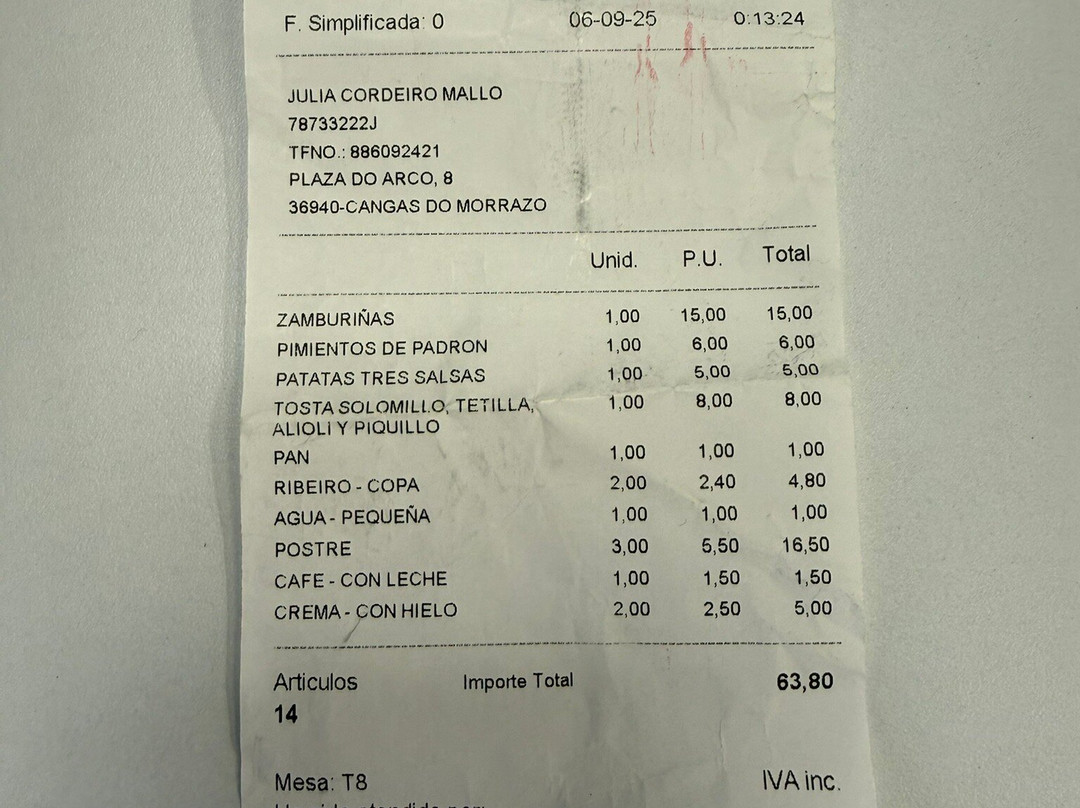 F. Simplificada: 0 06-09-25 0:13:24
JULIA CORDEIRO MALLO
78733222J
TFNO.: 886092421
PLAZA DO ARCO, 8
36940-CANGAS DO MORRAZO
Unid. P.U. Total
ZAMBURIÑAS 1,00 15,00 15,00
PIMIENTOS DE PADRON 1,00 6,00 6,00
PATATAS TRES SALSAS 1,00 5,00 5,00
TOSTA SOLOMILLO, TETILLA, 1,00 8,00 8,00
ALIOLI Y PIQUILLO
PAN 1,00 1,00 1,00
RIBEIRO - COPA 2,00 2,40 4,80
AGUA - PEQUEÑA 1,00 1,00 1,00
POSTRE 3,00 5,50 16,50
CAFE - CON LECHE 1,00 1,50 1,50
CREMA - CON HIELO 2,00 2,50 5,00
Articulos Importe Total 63,80
14
Mesa: T8 IVA inc.